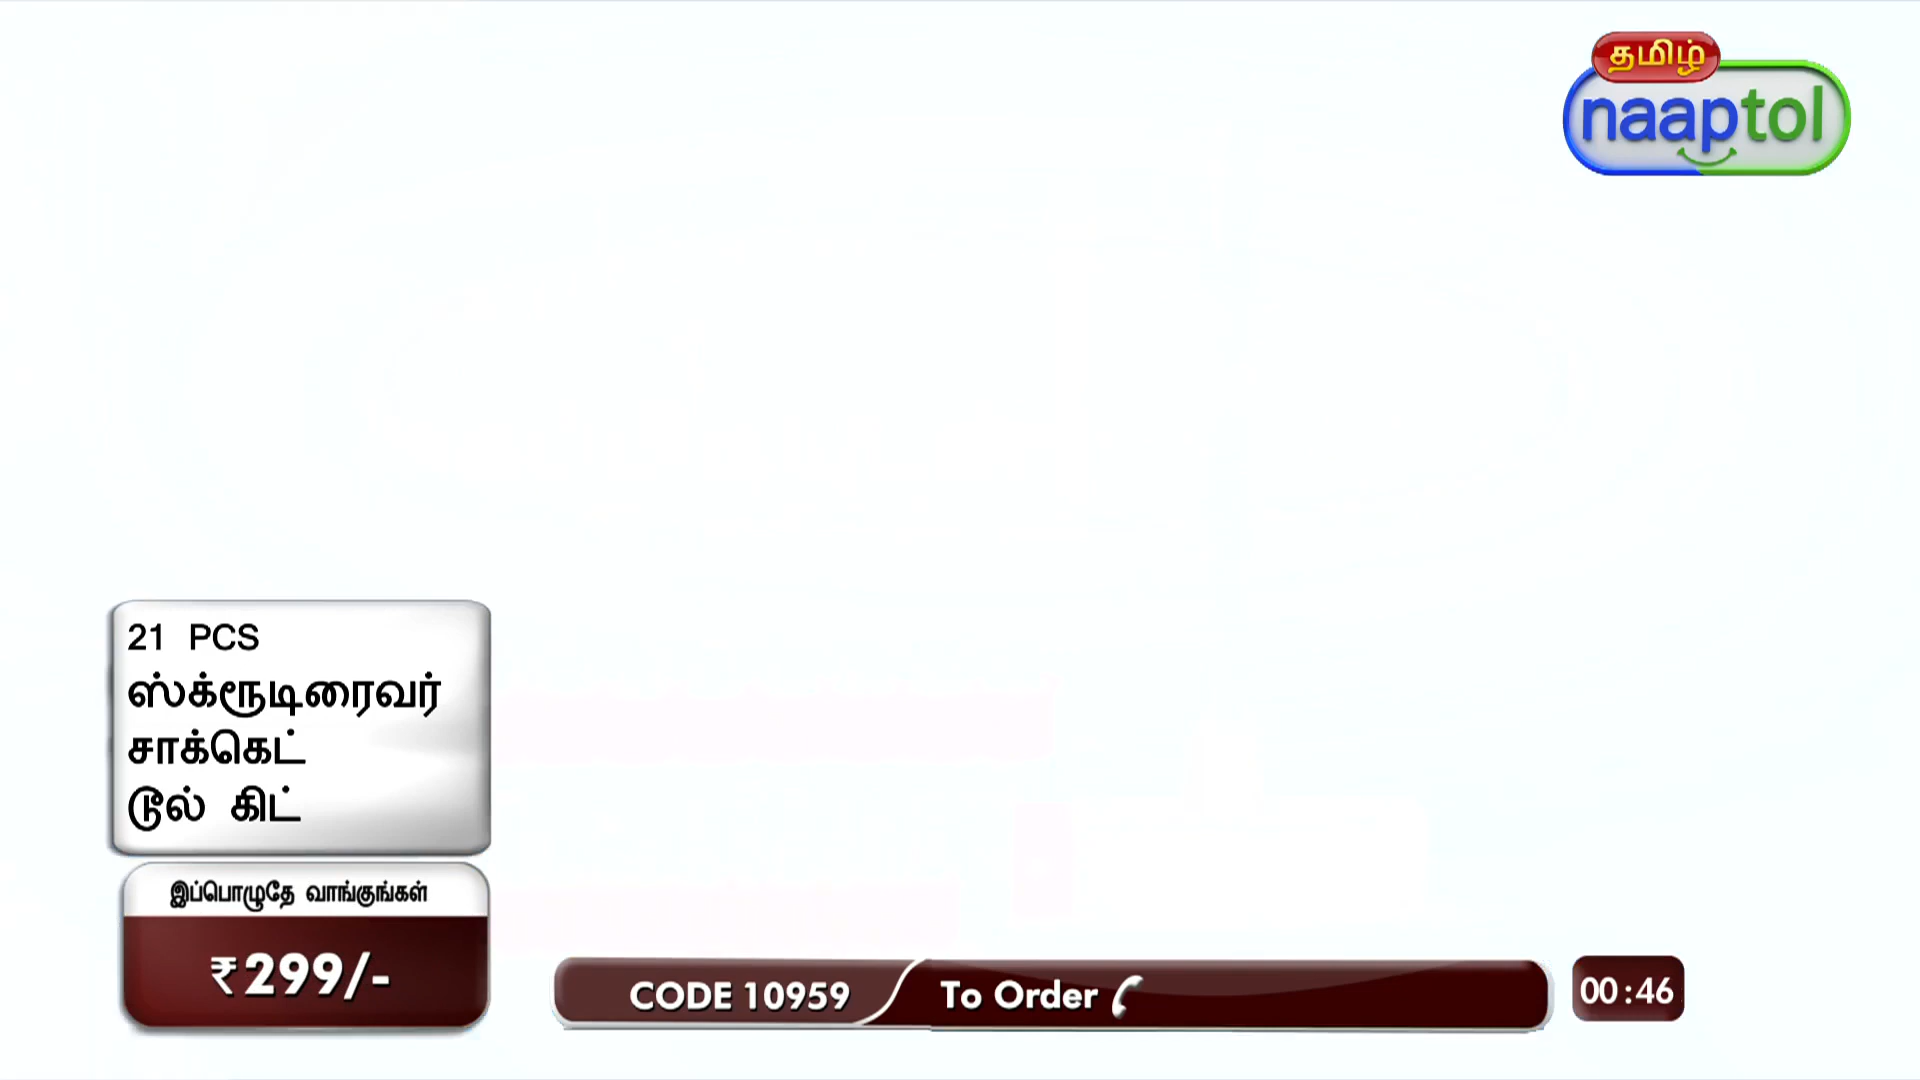 தமிழ்
naaptol
21 PCS
ஸ்க்ரூடிரைவர்
சாக்கெட்
டூல் கிட்
இப்பொழுதே வாங்குங்கள்
₹299/-
CODE 10959 To Order
00:46